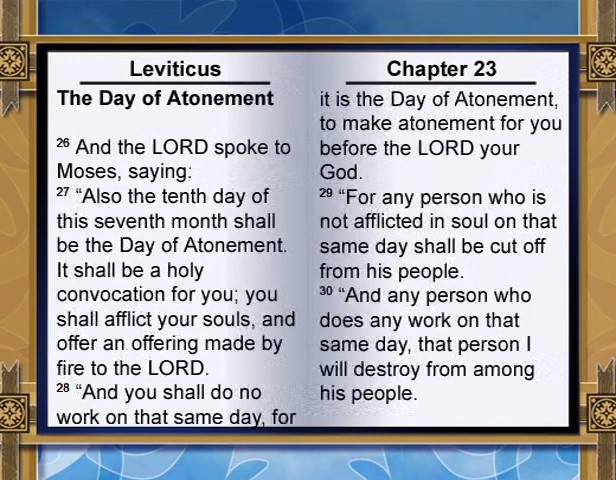 Leviticus
The Day of Atonement
26 And the LORD spoke to
Moses, saying:
27 “Also the tenth day of
this seventh month shall
be the Day of Atonement.
It shall be a holy
convocation for you; you
shall afflict your souls, and
offer an offering made by
fire to the LORD.
28 “And you shall do no
work on that same day, for
Chapter 23
it is the Day of Atonement,
to make atonement for you
before the LORD your
God.
29 “For any person who is
not afflicted in soul on that
same day shall be cut off
from his people.
30 “And any person who
does any work on that
same day, that person I
will destroy from among
his people.